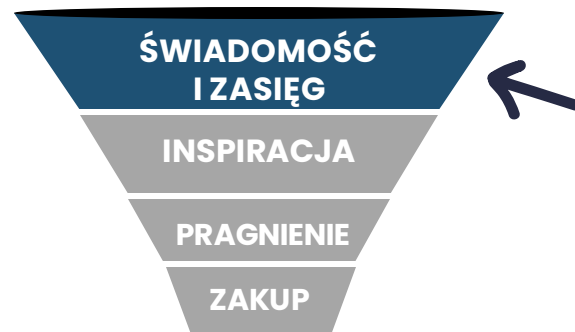 ŚWIADOMOŚĆ
I ZASIĘG
INSPIRACJA
PRAGNIENIE
ZAKUP